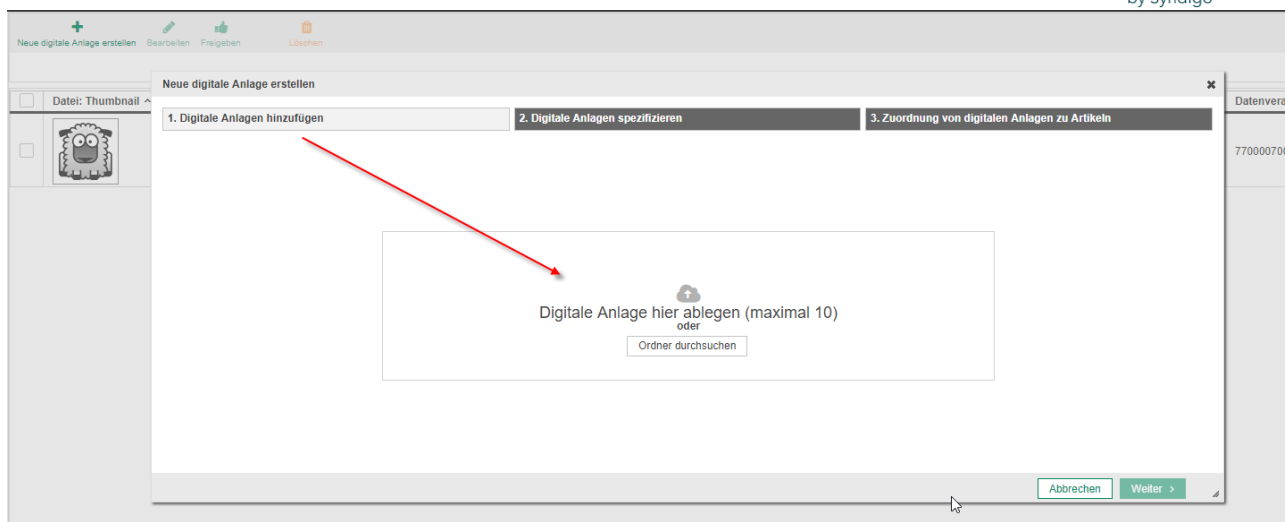 by syndigo
Neue digitale Anlage erstellen Bearbeiten Freigeben Löschen
Neue digitale Anlage erstellen
Datei: Thumbnail
1. Digitale Anlagen hinzufügen
2. Digitale Anlagen spezifizieren
3. Zuordnung von digitalen Anlagen zu Artikeln
Datenvera
77000070
Digitale Anlage hier ablegen (maximal 10)
oder
Ordner durchsuchen
Abbrechen Weiter >